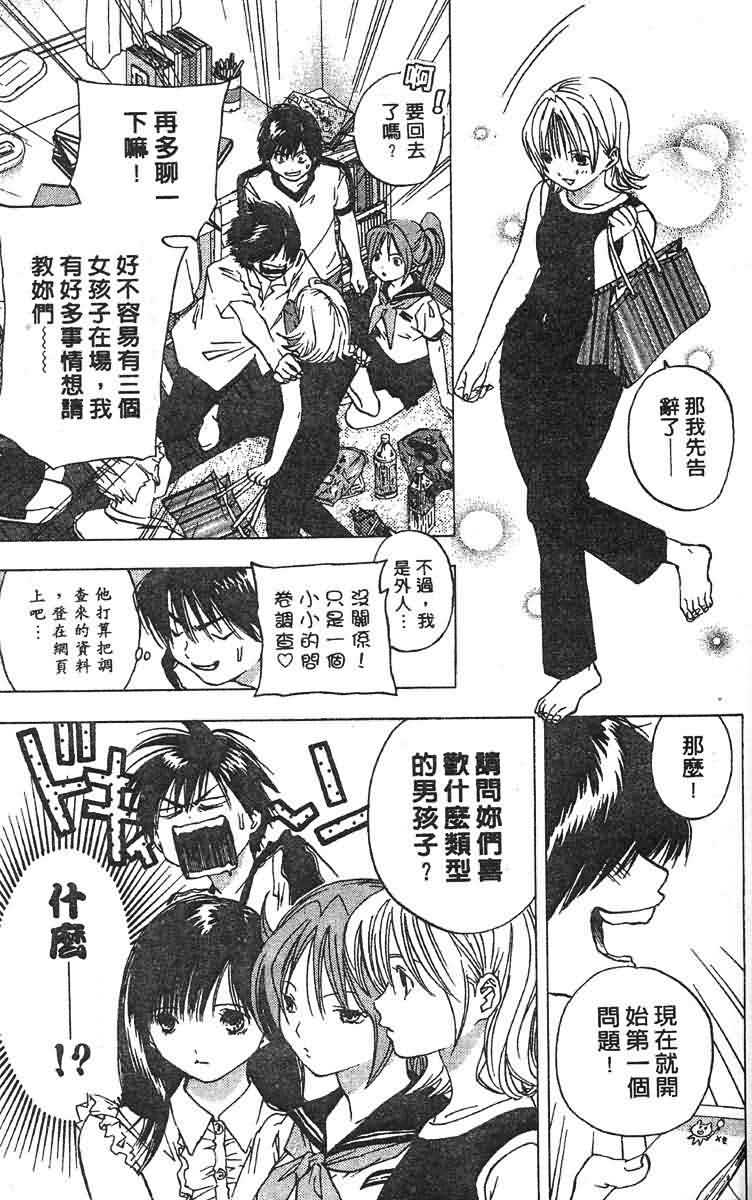 那我先告
辭了——
啻！
要回去
了嗎？
再多聊一
下嘛！
好不容易有三個
女孩子在場，我
有好多事情想請
教妳們～～～
不過，我
是外人…
沒關係！
只是一個
小小的問
卷調查♡
他打算把調
查來的資料
，登在網頁
上吧…
那麼！
現在就開
始第一個
問題！
請問妳們喜
歡什麼類型
的男孩子？
ドキーン
什麼——！？